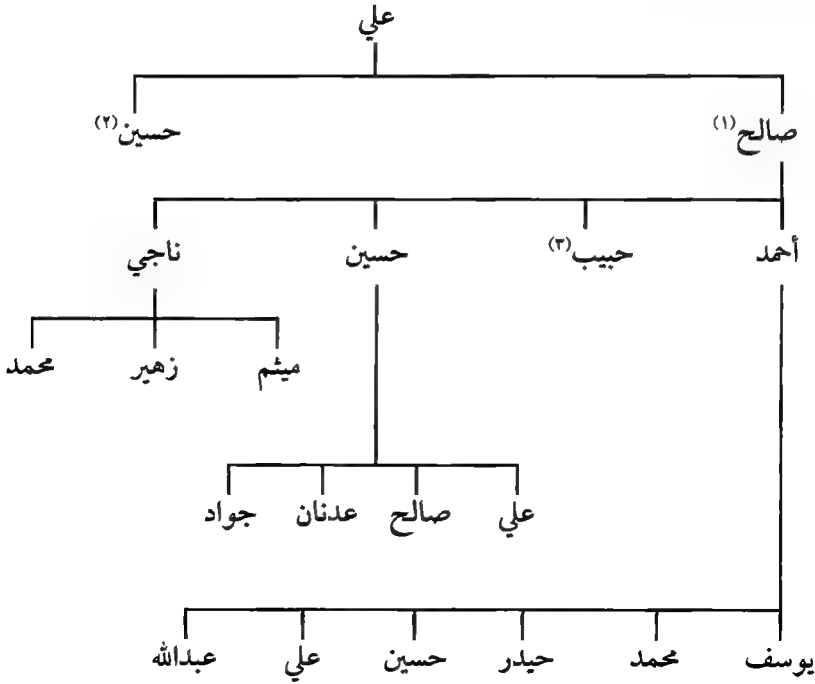 علي
صالح(١) حسين(٢)
أحمد حبيب(٣) حسين ناجي
ميثم زهير محمد
علي صالح عدنان جواد
يوسف محمد حيدر حسين علي عبدالله